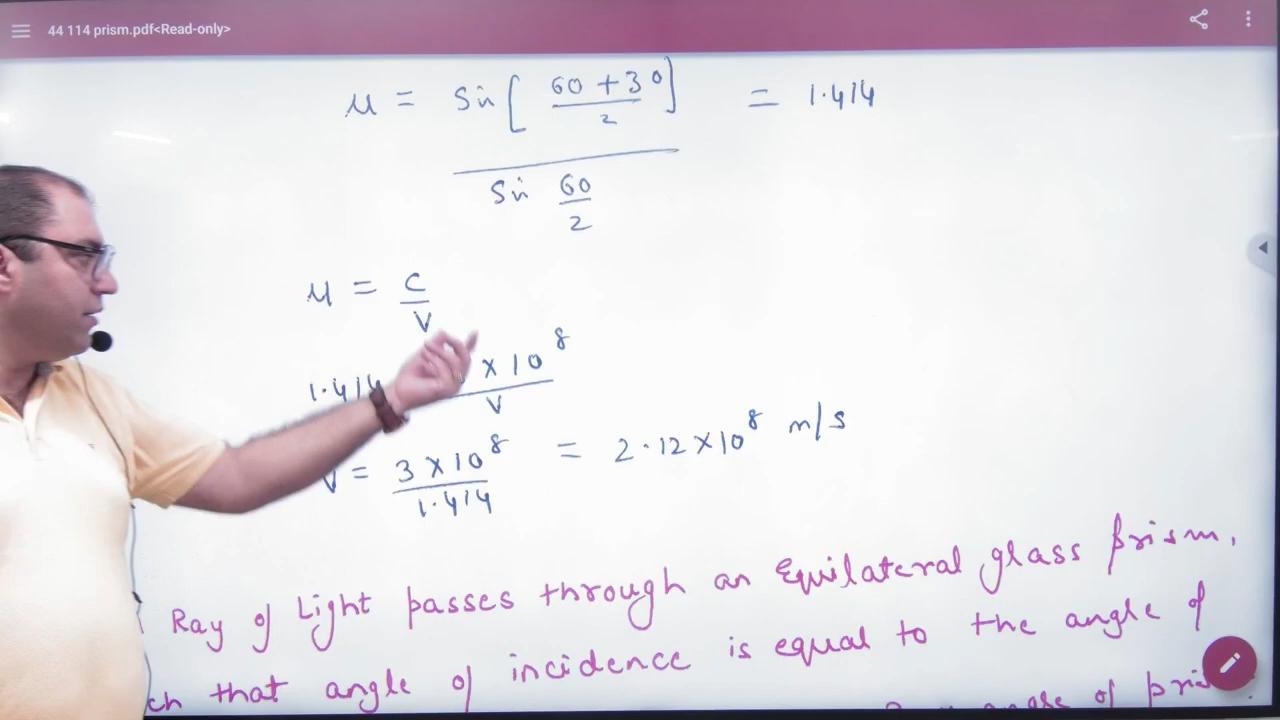 44 114 prism.pdf<Read-only>
μ = Sin [ 60 + 30 / 2 ] / Sin 60 / 2 = 1.414
μ = c / v
1.414 × 10^8 / v
v = 3 × 10^8 / 1.414 = 2.12 × 10^8 m/s
Ray of Light passes through an Equilateral glass prism,
that angle of incidence is equal to the angle of
angle of